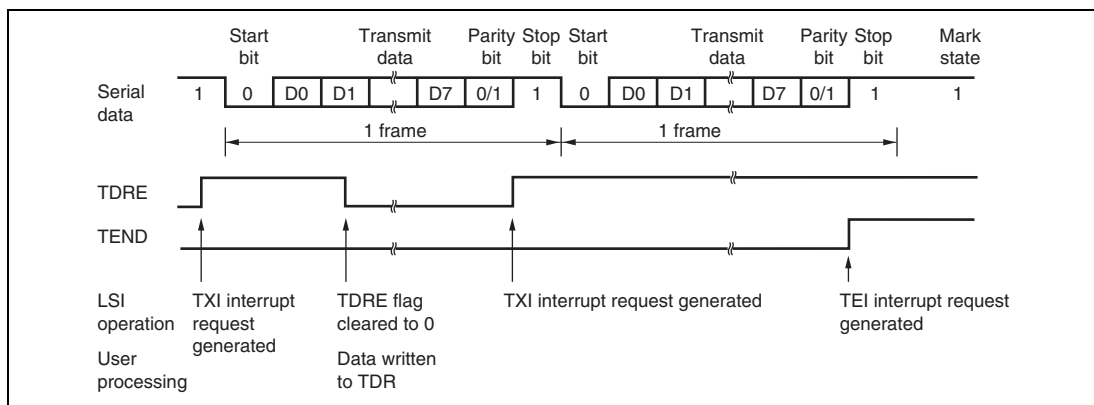 Start bit
Transmit data
Parity bit
Stop bit
Start bit
Transmit data
Parity bit
Stop bit
Mark state
Serial data
1 0 D0 D1 D7 0/1 1 0 D0 D1 D7 0/1 1 1
1 frame
1 frame
TDRE
TEND
LSI operation
TXI interrupt request generated
TDRE flag cleared to 0
TXI interrupt request generated
TEI interrupt request generated
User processing
Data written to TDR